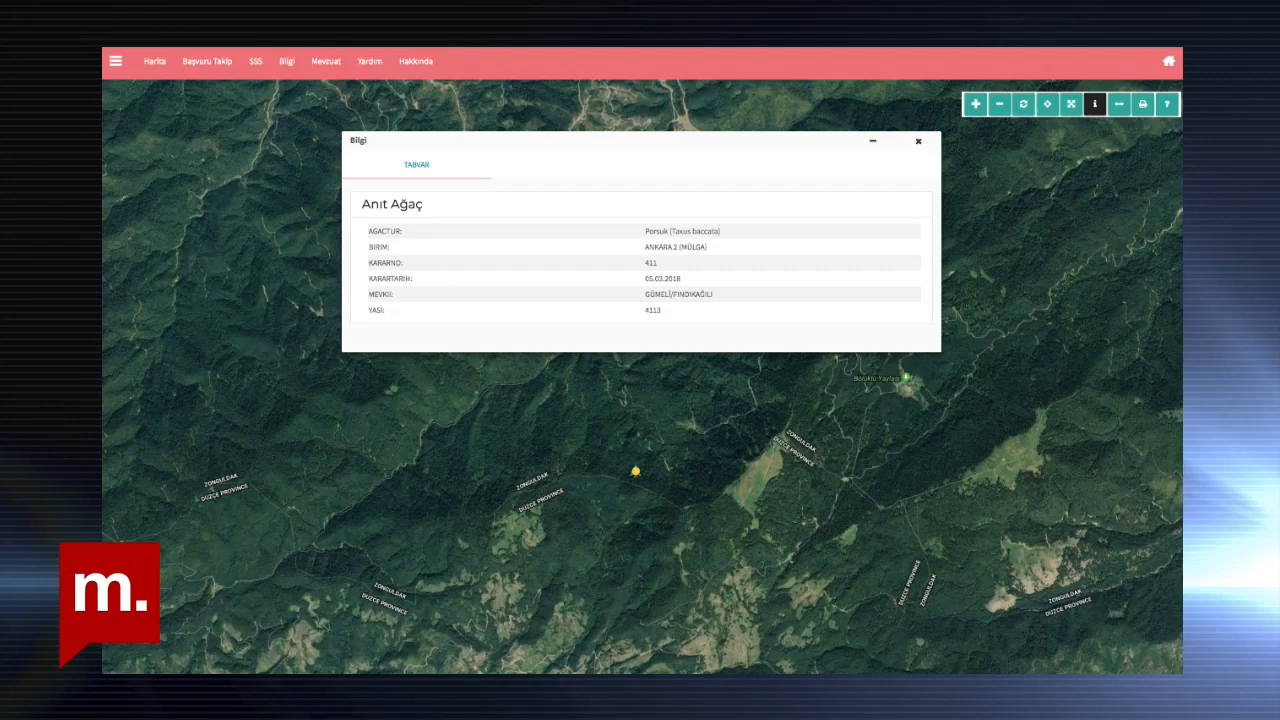 Harita Başvuru Takip SSS Bilgi Mevzuat Yardım Hakkında
i ?
Bilgi
TABVAR
Anıt Ağaç
AGACTUR: Porsuk (Taxus baccata)
BIRIM: ANKARA 2 (MÜLGA)
KARARNO: 411
KARARTARIH: 05.03.2018
MEVKII: GÜMELİ/FINDIKAĞILI
YASI: 4113
Bölüklü Yaylası
ZONGULDAK
DÜZCE PROVINCE
ZONGULDAK
DÜZCE PROVINCE
ZONGULDAK
DÜZCE PROVINCE
ZONGULDAK
DÜZCE PROVINCE
DÜZCE PROVINCE
ZONGULDAK
ZONGULDAK
DÜZCE PROVINCE
m.